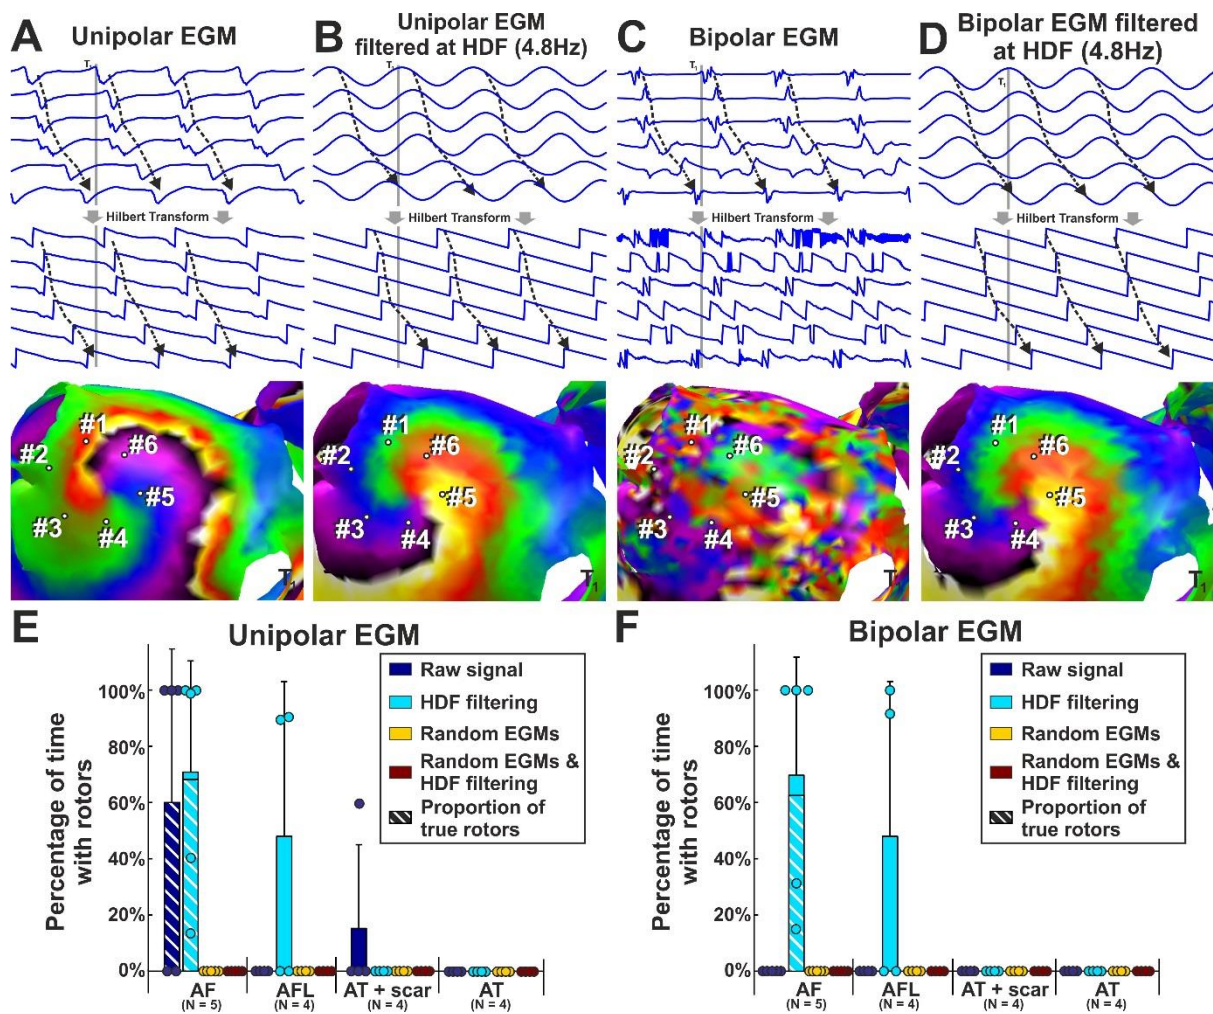 A Unipolar EGM
B Unipolar EGM
filtered at HDF (4.8Hz)
C Bipolar EGM
D Bipolar EGM filtered
at HDF (4.8Hz)
T₁
T₁
T₁
T₁
Hilbert Transform
Hilbert Transform
Hilbert Transform
Hilbert Transform
#1
#2
#3
#4
#5
#6
T₁
#1
#2
#3
#4
#5
#6
T₁
#1
#2
#3
#4
#5
#6
T₁
#1
#2
#3
#4
#5
#6
T₁
E Unipolar EGM
Percentage of time
with rotors
100%
80%
60%
40%
20%
0%
Raw signal
HDF filtering
Random EGMs
Random EGMs &
HDF filtering
Proportion of
true rotors
AF AFL AT + scar AT
(N = 5) (N = 4) (N = 4) (N = 4)
F Bipolar EGM
Percentage of time
with rotors
100%
80%
60%
40%
20%
0%
Raw signal
HDF filtering
Random EGMs
Random EGMs &
HDF filtering
Proportion of
true rotors
AF AFL AT + scar AT
(N = 5) (N = 4) (N = 4) (N = 4)